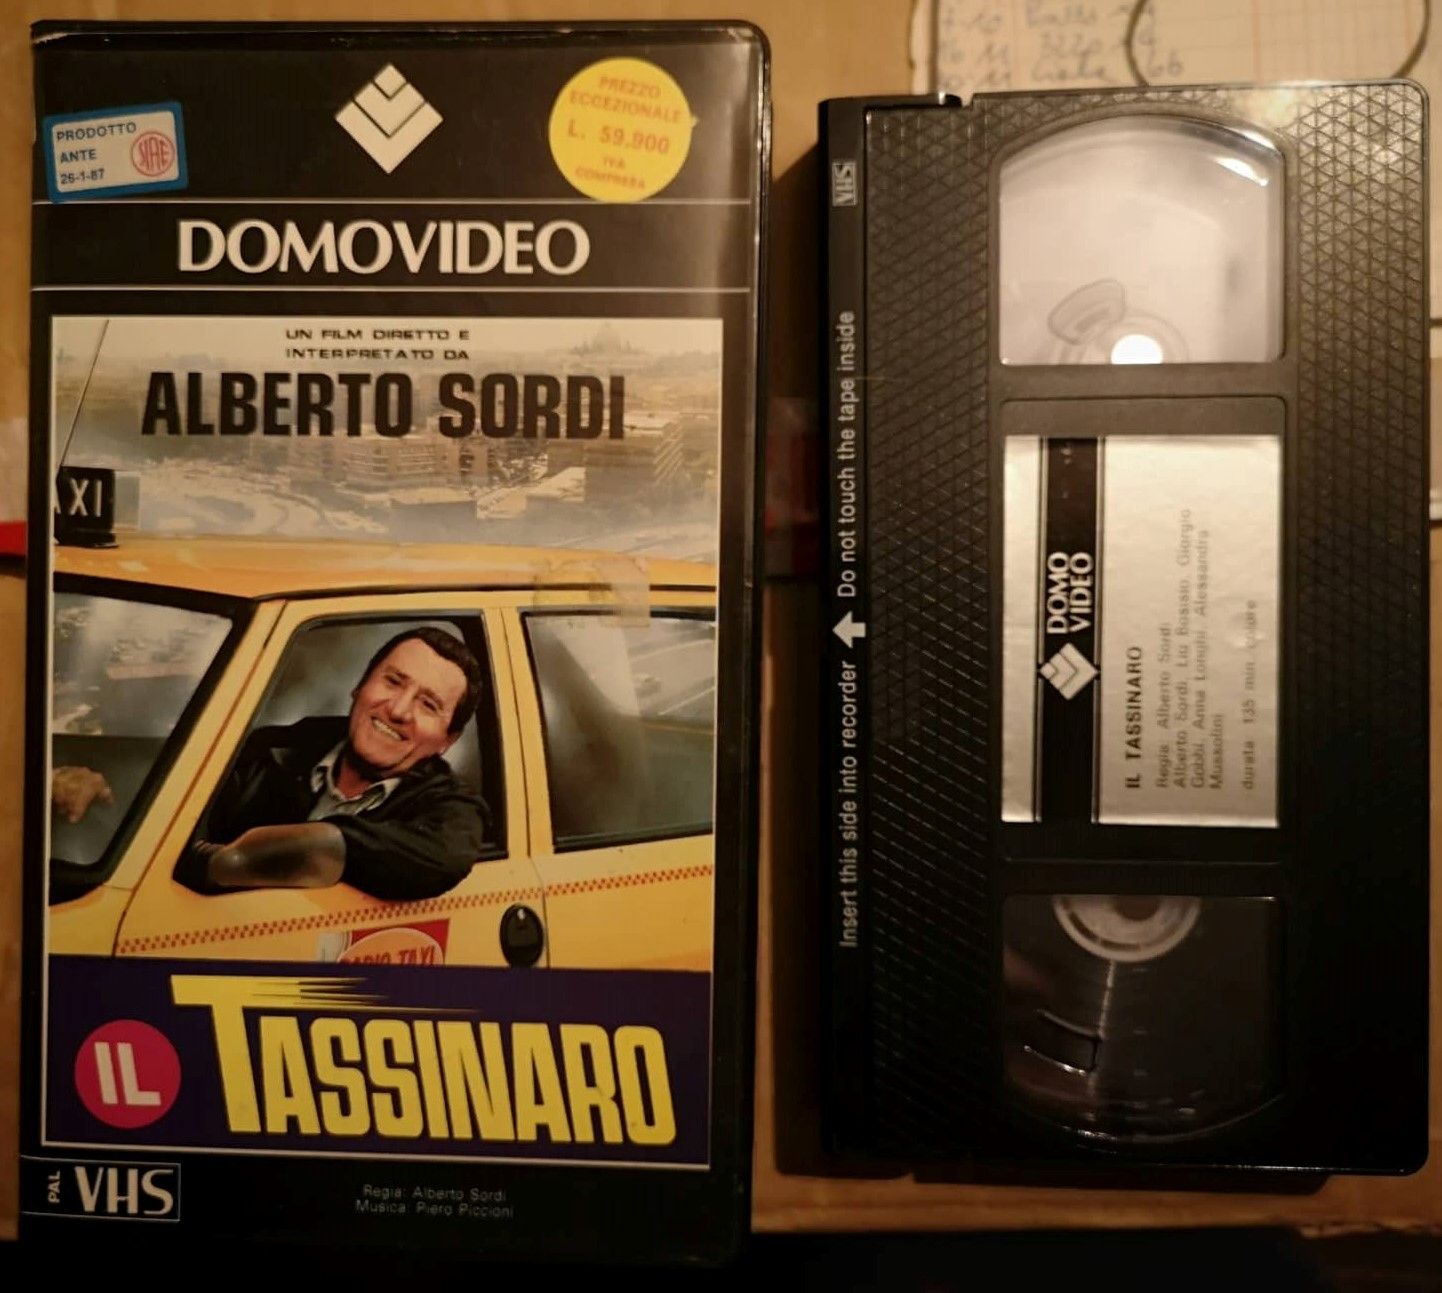 PRODOTTO
ANTE
26-1-87
SIAE
PREZZO
ECCEZIONALE
L. 59.900
IVA
COMPRESA
DOMOVIDEO
UN FILM DIRETTO E
INTERPRETATO DA
ALBERTO SORDI
AXI
RADIO TAXI
IL TASSINARO
PAL VHS
Regia: Alberto Sordi
Musica: Piero Piccioni
VHS
Insert this side into recorder Do not touch the tape inside
DOMO
VIDEO
IL TASSINARO
Regia: Alberto Sordi
Alberto Sordi, Liù Bosisio, Giorgio
Gobbi, Anna Longhi, Alessandra
Mussolini
durata 135 min colore